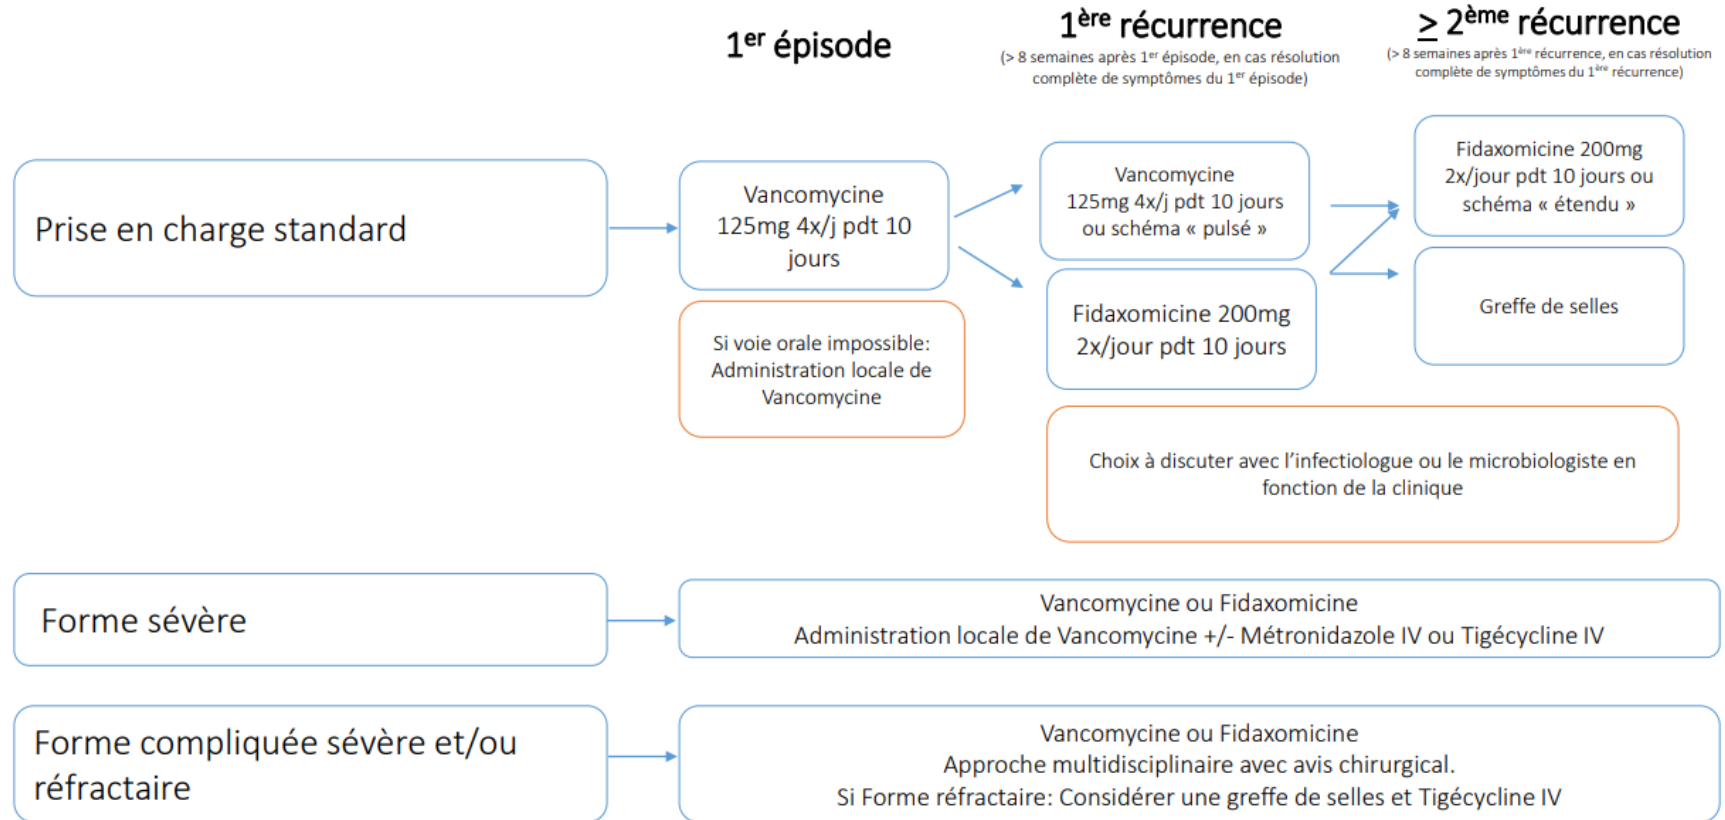 1er épisode
1ère récurrence
(> 8 semaines après 1er épisode, en cas résolution
complète de symptômes du 1er épisode)
≥ 2ème récurrence
(> 8 semaines après 1ère récurrence, en cas résolution
complète de symptômes du 1ère récurrence)
Prise en charge standard
Vancomycine
125mg 4x/j pdt 10
jours
Si voie orale impossible:
Administration locale de
Vancomycine
Vancomycine
125mg 4x/j pdt 10 jours
ou schéma « pulsé »
Fidaxomicine 200mg
2x/jour pdt 10 jours
Fidaxomicine 200mg
2x/jour pdt 10 jours ou
schéma « étendu »
Greffe de selles
Choix à discuter avec l’infectiologue ou le microbiologiste en
fonction de la clinique
Forme sévère
Vancomycine ou Fidaxomicine
Administration locale de Vancomycine +/- Métronidazole IV ou Tigécycline IV
Forme compliquée sévère et/ou
réfractaire
Vancomycine ou Fidaxomicine
Approche multidisciplinaire avec avis chirurgical.
Si Forme réfractaire: Considérer une greffe de selles et Tigécycline IV